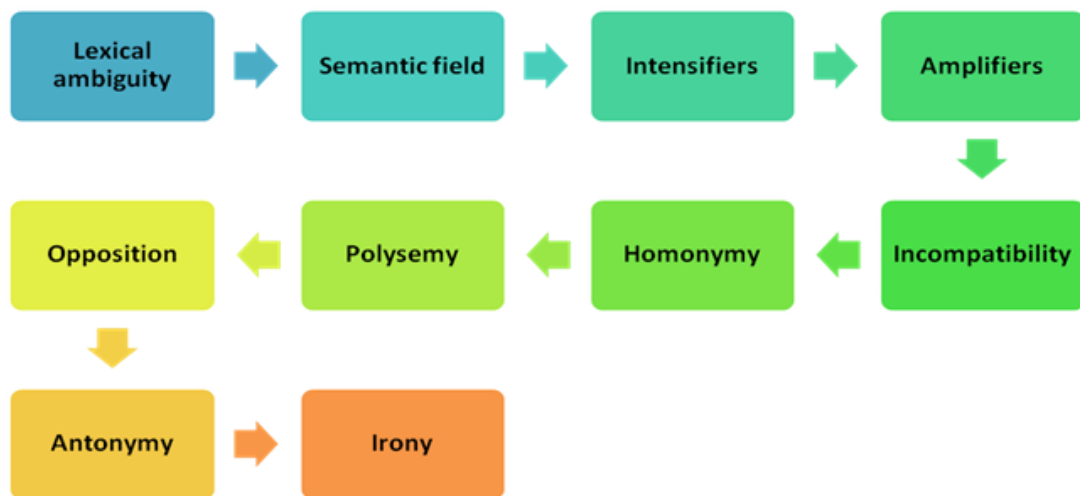 Lexical
ambiguity
Semantic field
Intensifiers
Amplifiers
Incompatibility
Homonymy
Polysemy
Opposition
Antonymy
Irony